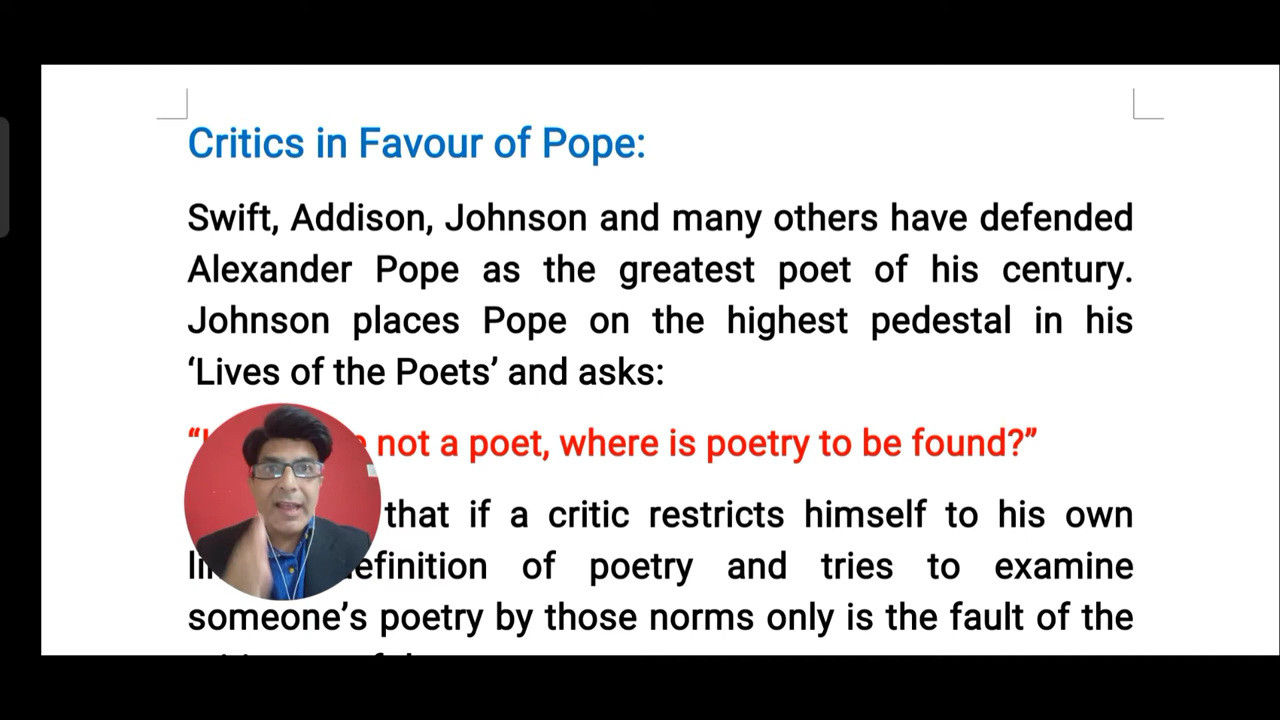 Critics in Favour of Pope:
Swift, Addison, Johnson and many others have defended
Alexander Pope as the greatest poet of his century.
Johnson places Pope on the highest pedestal in his
‘Lives of the Poets’ and asks:
not a poet, where is poetry to be found?”
that if a critic restricts himself to his own
definition of poetry and tries to examine
someone’s poetry by those norms only is the fault of the